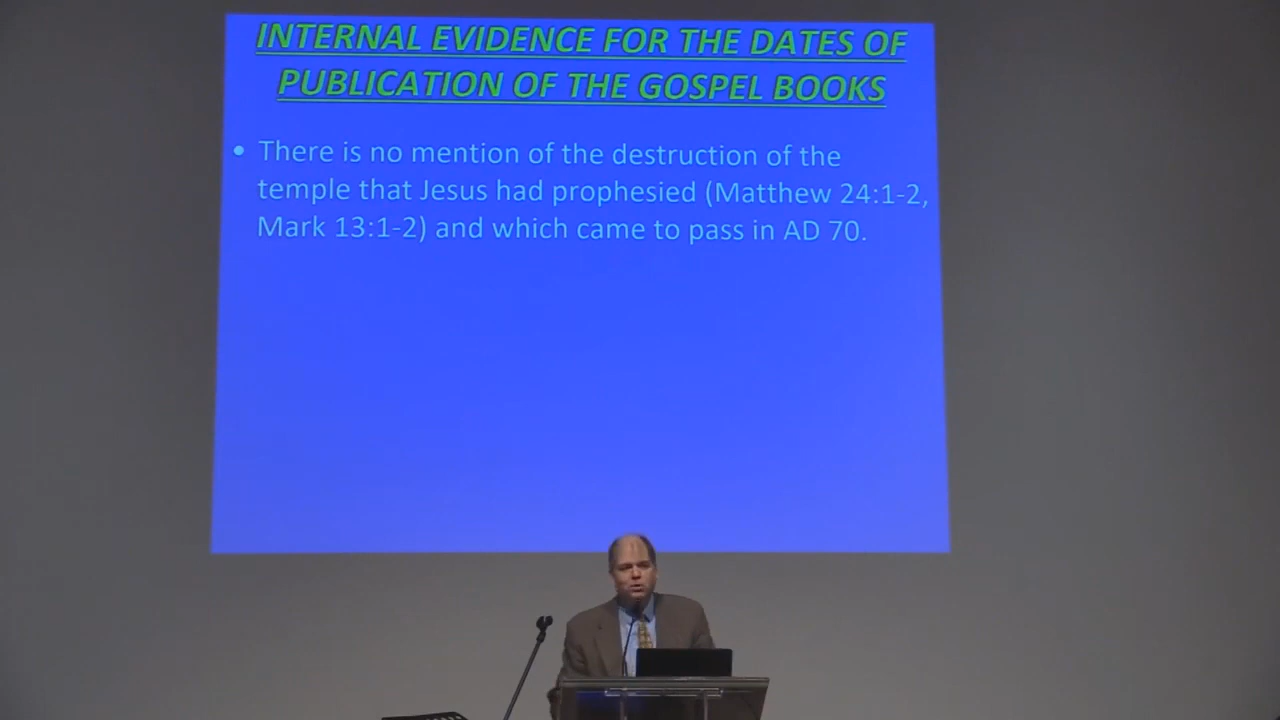 INTERNAL EVIDENCE FOR THE DATES OF
PUBLICATION OF THE GOSPEL BOOKS
• There is no mention of the destruction of the
temple that Jesus had prophesied (Matthew 24:1-2,
Mark 13:1-2) and which came to pass in AD 70.